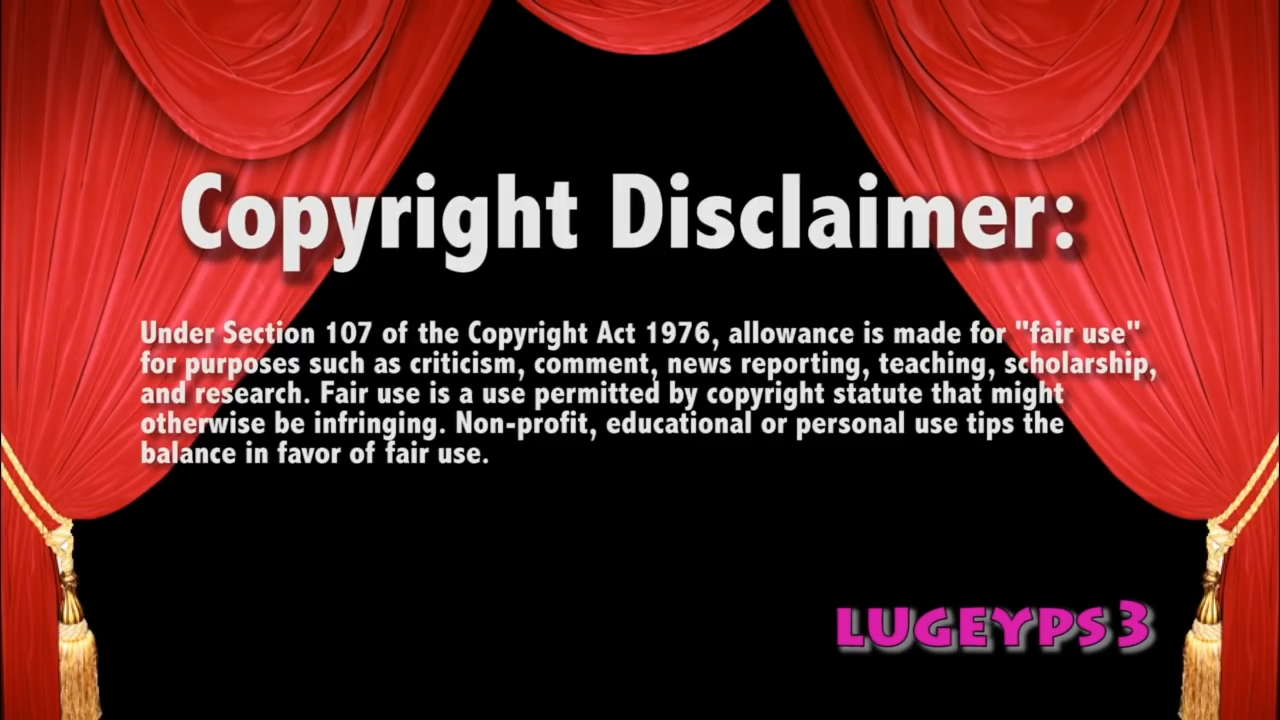 Copyright Disclaimer:
Under Section 107 of the Copyright Act 1976, allowance is made for "fair use"
for purposes such as criticism, comment, news reporting, teaching, scholarship,
and research. Fair use is a use permitted by copyright statute that might
otherwise be infringing. Non-profit, educational or personal use tips the
balance in favor of fair use.
LUGEYPS3